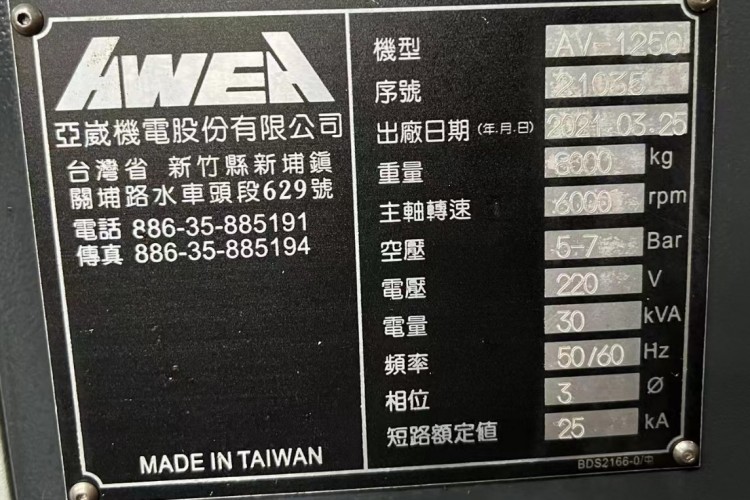 AWEA
亞崴機電股份有限公司
台灣省 新竹縣新埔鎮
關埔路水車頭段629號
電話 886-35-885191
傳真 886-35-885194
MADE IN TAIWAN
機型 AV-1250
序號 21035
出廠日期 (年.月.日) 2021.03.25
重量 kg
主軸轉速 6000 rpm
空壓 5-7 Bar
電壓 220 V
電量 30 kVA
頻率 50/60 Hz
相位 3 Ø
短路額定值 25 kA
BDS2166-0/中